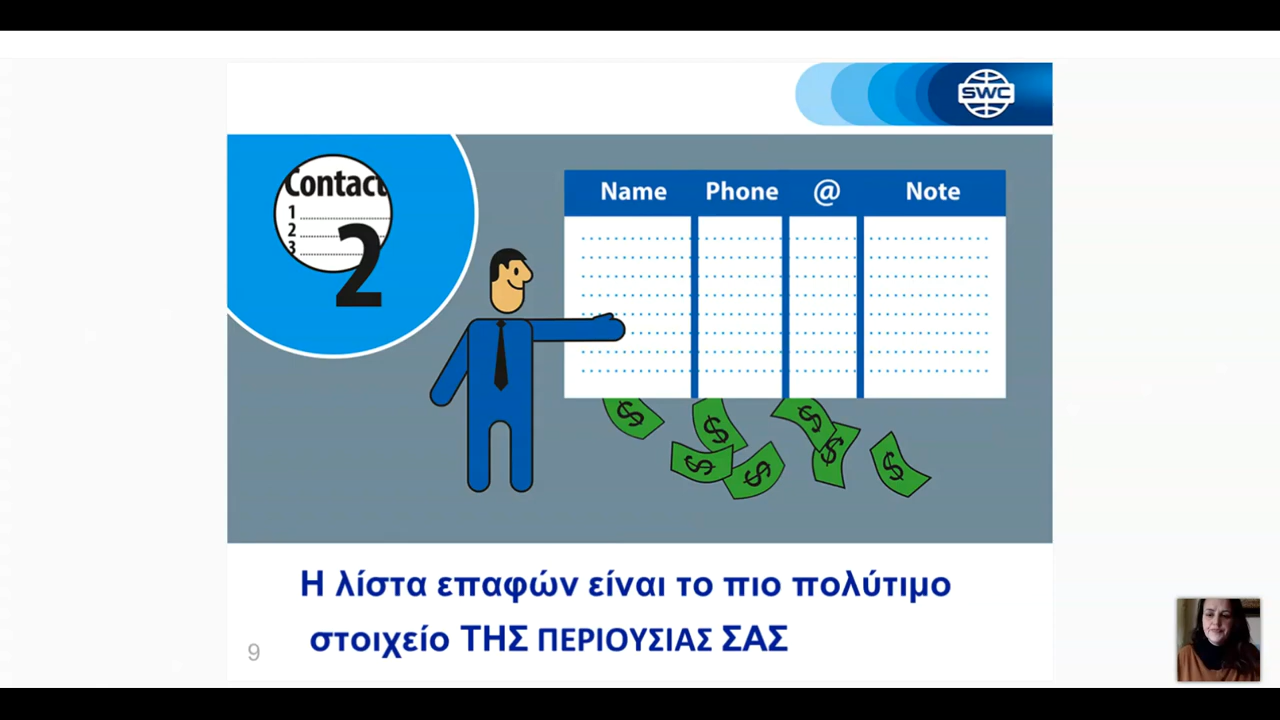 SWC
Contact
1
2
3
2
Name Phone @ Note
$ $ $ $ $ $ $
Η λίστα επαφών είναι το πιο πολύτιμο
στοιχείο ΤΗΣ ΠΕΡΙΟΥΣΙΑΣ ΣΑΣ
9